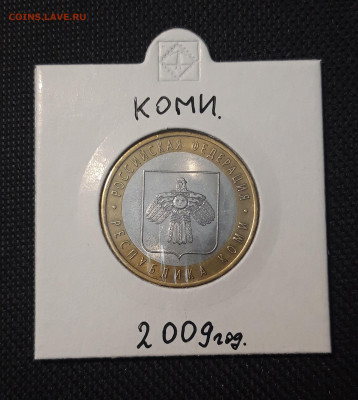 COINS.LAVE.RU
КОМИ.
• РОССИЙСКАЯ ФЕДЕРАЦИЯ •
РЕСПУБЛИКА КОМИ
2009 год.